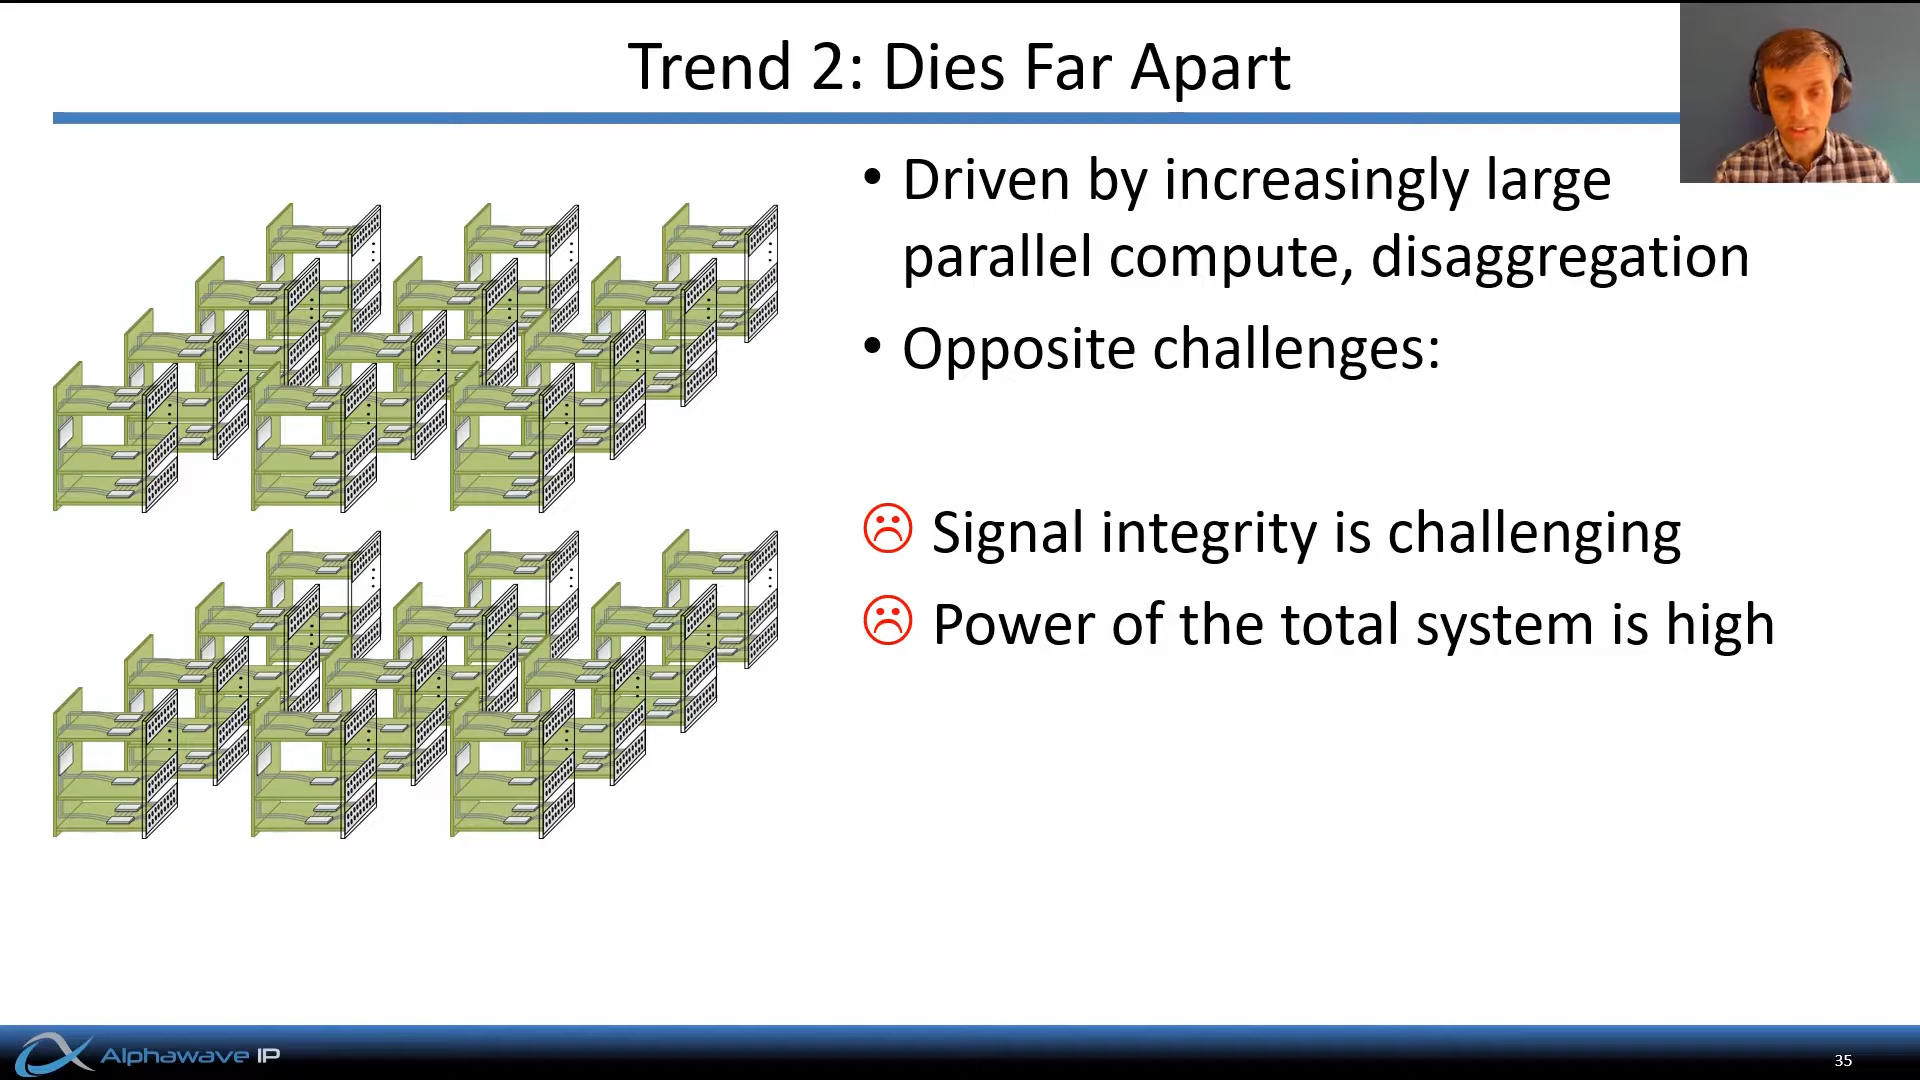 Trend 2: Dies Far Apart
• Driven by increasingly large
parallel compute, disaggregation
• Opposite challenges:
☹ Signal integrity is challenging
☹ Power of the total system is high
Alphawave IP
35